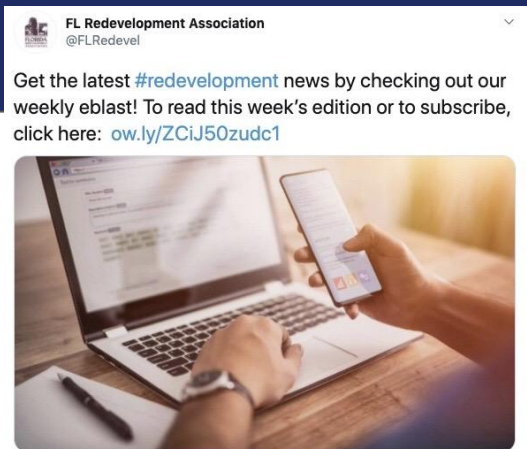 FL Redevelopment Association
@FLRedevel
Get the latest #redevelopment news by checking out our
weekly eblast! To read this week’s edition or to subscribe,
click here: ow.ly/ZCiJ50zudc1
FLORIDA